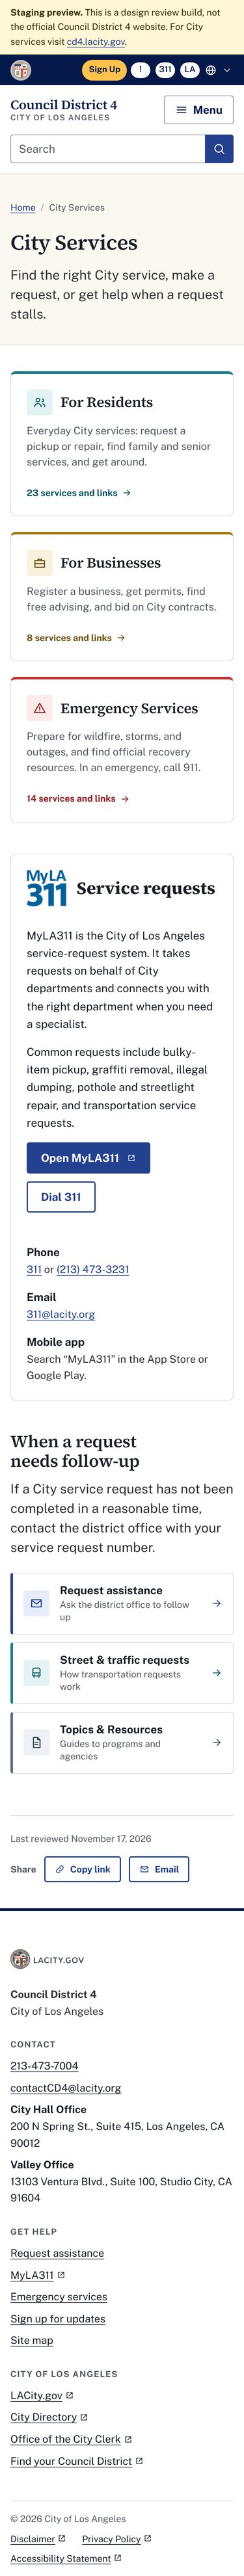 Staging preview. This is a design review build, not
the official Council District 4 website. For City
services visit cd4.lacity.gov.
Sign Up ! 311 LA
Council District 4
CITY OF LOS ANGELES
Menu
Search
Home / City Services
City Services
Find the right City service, make a
request, or get help when a request
stalls.
For Residents
Everyday City services: request a
pickup or repair, find family and senior
services, and get around.
23 services and links →
For Businesses
Register a business, get permits, find
free advising, and bid on City contracts.
8 services and links →
Emergency Services
Prepare for wildfire, storms, and
outages, and find official recovery
resources. In an emergency, call 911.
14 services and links →
MyLA
311
Service requests
MyLA311 is the City of Los Angeles
service-request system. It takes
requests on behalf of City
departments and connects you with
the right department when you need
a specialist.
Common requests include bulky-
item pickup, graffiti removal, illegal
dumping, pothole and streetlight
repair, and transportation service
requests.
Open MyLA311
Dial 311
Phone
311 or (213) 473-3231
Email
311@lacity.org
Mobile app
Search “MyLA311” in the App Store or
Google Play.
When a request
needs follow-up
If a City service request has not been
completed in a reasonable time,
contact the district office with your
service request number.
Request assistance
Ask the district office to follow
up
→
Street & traffic requests
How transportation requests
work
→
Topics & Resources
Guides to programs and
agencies
→
Last reviewed November 17, 2026
Share Copy link Email
LACITY.GOV
Council District 4
City of Los Angeles
CONTACT
213-473-7004
contactCD4@lacity.org
City Hall Office
200 N Spring St., Suite 415, Los Angeles, CA
90012
Valley Office
13103 Ventura Blvd., Suite 100, Studio City, CA
91604
GET HELP
Request assistance
MyLA311
Emergency services
Sign up for updates
Site map
CITY OF LOS ANGELES
LACity.gov
City Directory
Office of the City Clerk
Find your Council District
© 2026 City of Los Angeles
Disclaimer Privacy Policy
Accessibility Statement